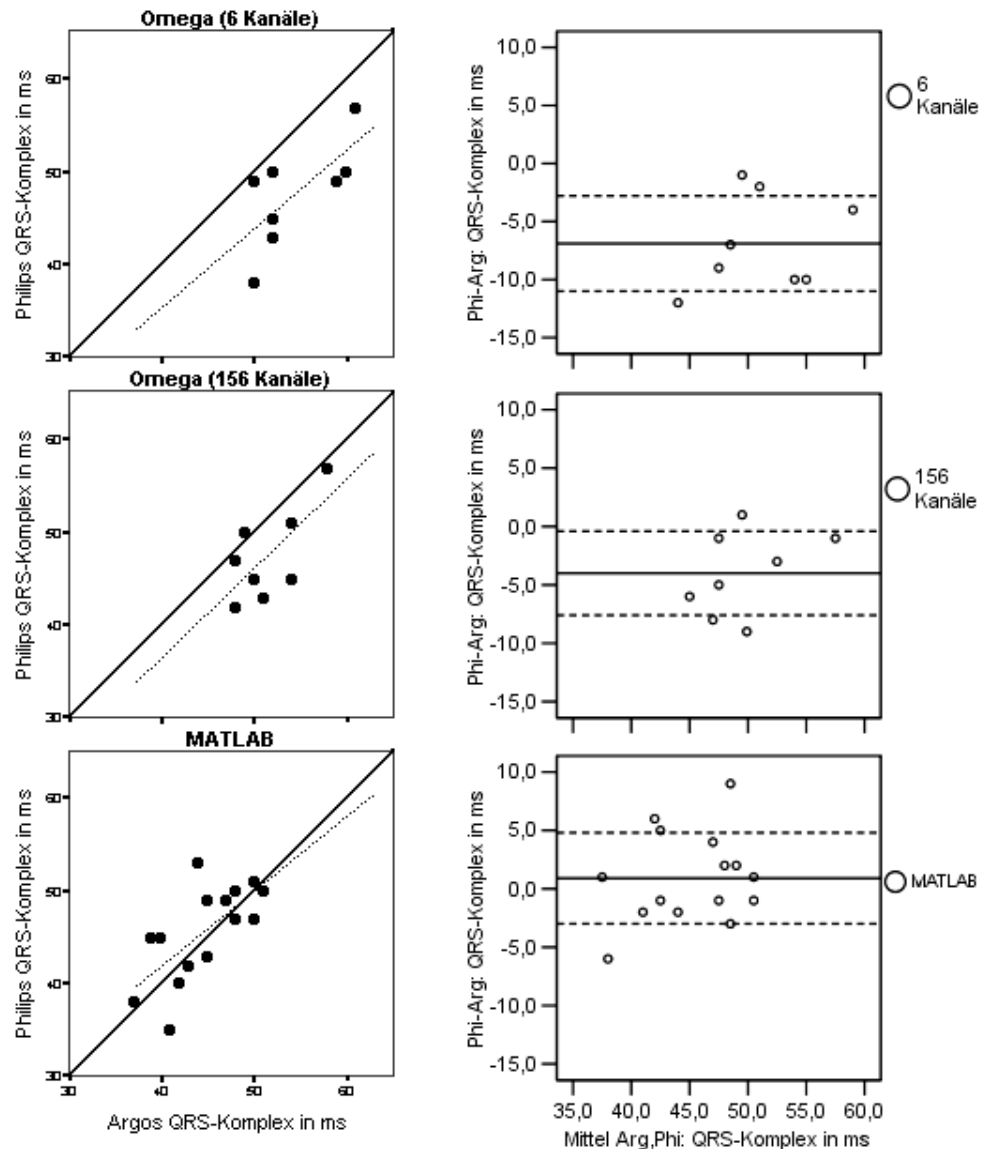 Omega (6 Kanäle)
Philips QRS-Komplex in ms
60
50
40
30
Phi-Arg: QRS-Komplex in ms
10,0
5,0
0,0
-5,0
-10,0
-15,0
6
Kanäle
Omega (156 Kanäle)
Philips QRS-Komplex in ms
60
50
40
30
Phi-Arg: QRS-Komplex in ms
10,0
5,0
0,0
-5,0
-10,0
-15,0
156
Kanäle
MATLAB
Philips QRS-Komplex in ms
60
50
40
30
30 40 50 60
Argos QRS-Komplex in ms
Phi-Arg: QRS-Komplex in ms
10,0
5,0
0,0
-5,0
-10,0
-15,0
35,0 40,0 45,0 50,0 55,0 60,0
Mittel Arg,Phi: QRS-Komplex in ms
MATLAB